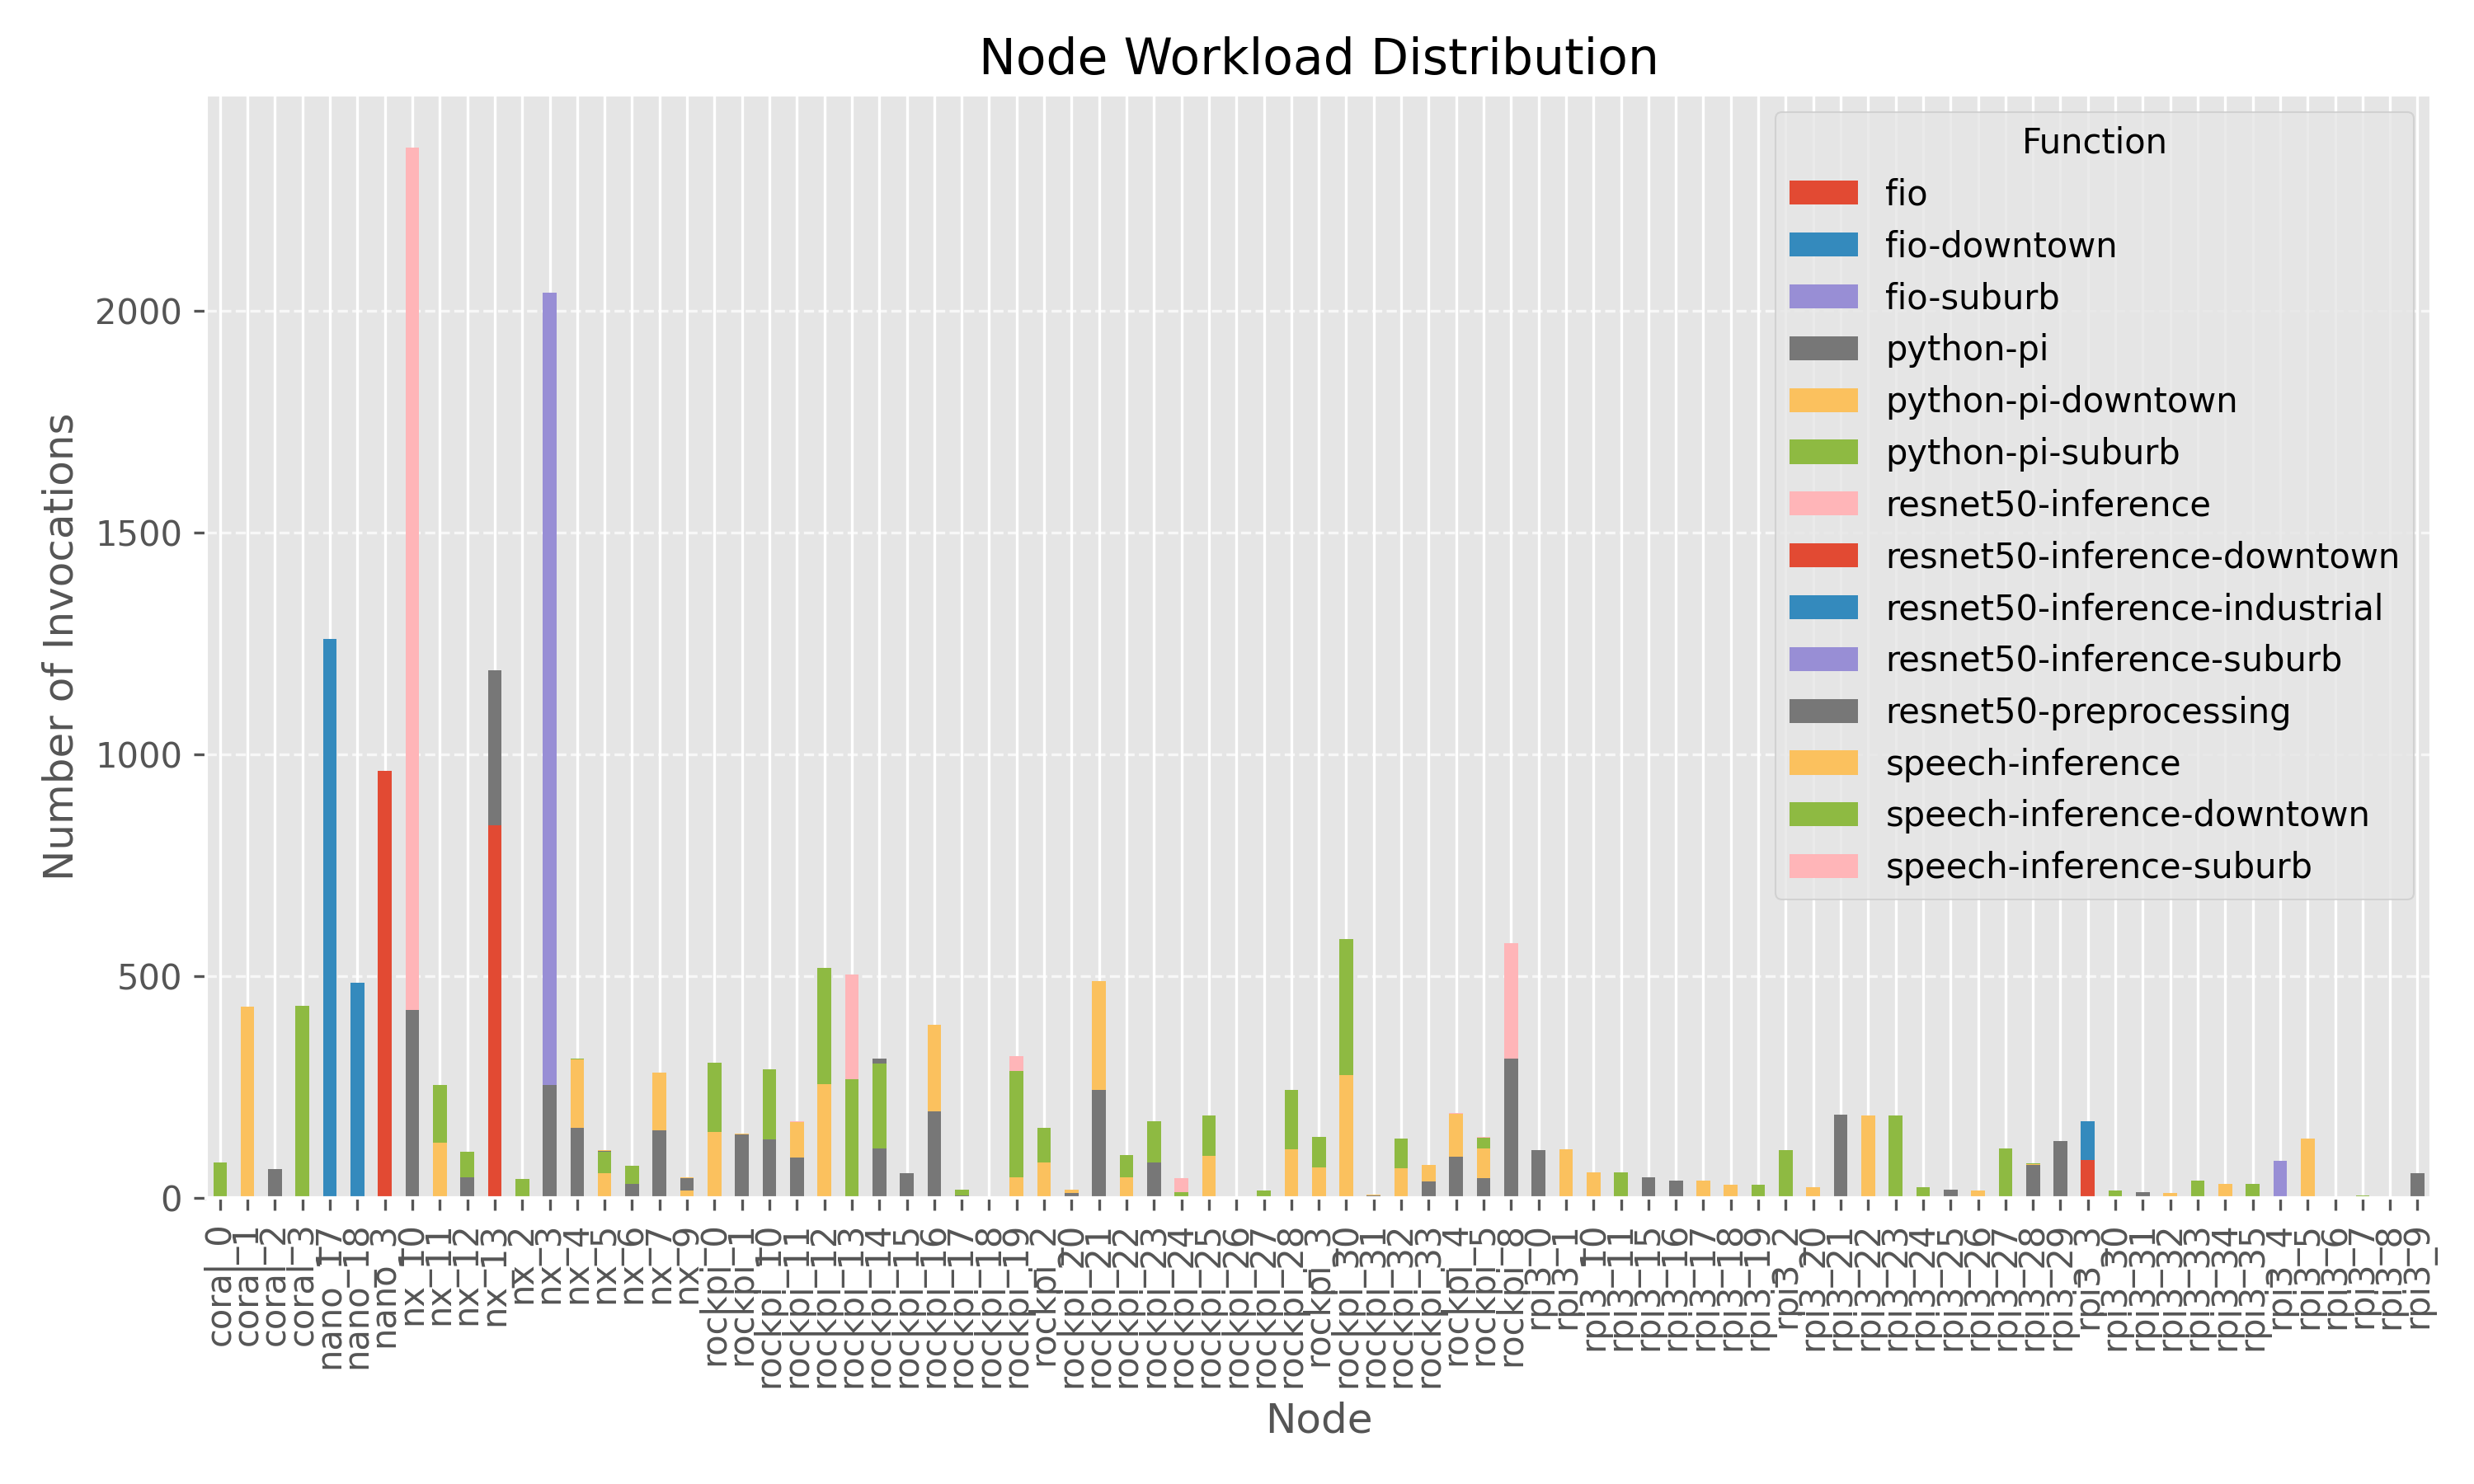 Node Workload Distribution
Number of Invocations
2000
1500
1000
500
0
Function
fio
fio-downtown
fio-suburb
python-pi
python-pi-downtown
python-pi-suburb
resnet50-inference
resnet50-inference-downtown
resnet50-inference-industrial
resnet50-inference-suburb
resnet50-preprocessing
speech-inference
speech-inference-downtown
speech-inference-suburb
coral_0
coral_1
coral_2
coral_3
nano_17
nano_18
nano_3
nx_10
nx_11
nx_12
nx_13
nx_2
nx_3
nx_4
nx_5
nx_6
nx_7
nx_9
rockpi_0
rockpi_1
rockpi_10
rockpi_11
rockpi_12
rockpi_13
rockpi_14
rockpi_15
rockpi_16
rockpi_17
rockpi_18
rockpi_19
rockpi_2
rockpi_20
rockpi_21
rockpi_22
rockpi_23
rockpi_24
rockpi_25
rockpi_26
rockpi_27
rockpi_28
rockpi_3
rockpi_30
rockpi_31
rockpi_32
rockpi_33
rockpi_4
rockpi_5
rockpi_8
rpi3_0
rpi3_1
rpi3_10
rpi3_11
rpi3_15
rpi3_16
rpi3_17
rpi3_18
rpi3_19
rpi3_2
rpi3_20
rpi3_21
rpi3_22
rpi3_23
rpi3_24
rpi3_25
rpi3_26
rpi3_27
rpi3_28
rpi3_29
rpi3_3
rpi3_30
rpi3_31
rpi3_32
rpi3_33
rpi3_34
rpi3_35
rpi3_4
rpi3_5
rpi3_6
rpi3_7
rpi3_8
rpi3_9
Node